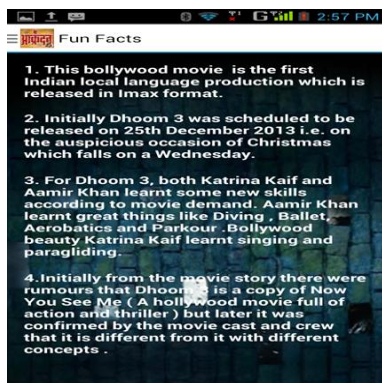 2:57 PM
Fun Facts
1. This bollywood movie is the first
Indian local language production which is
released in Imax format.
2. Initially Dhoom 3 was scheduled to be
released on 25th December 2013 i.e. on
the auspicious occasion of Christmas
which falls on a Wednesday.
3. For Dhoom 3, both Katrina Kaif and
Aamir Khan learnt some new skills
according to movie demand. Aamir Khan
learnt great things like Diving , Ballet,
Aerobatics and Parkour .Bollywood
beauty Katrina Kaif learnt singing and
paragliding.
4.Initially from the movie story there were
rumours that Dhoom 3 is a copy of Now
You See Me ( A hollywood movie full of
action and thriller ) but later it was
confirmed by the movie cast and crew
that it is different from it with different
concepts .